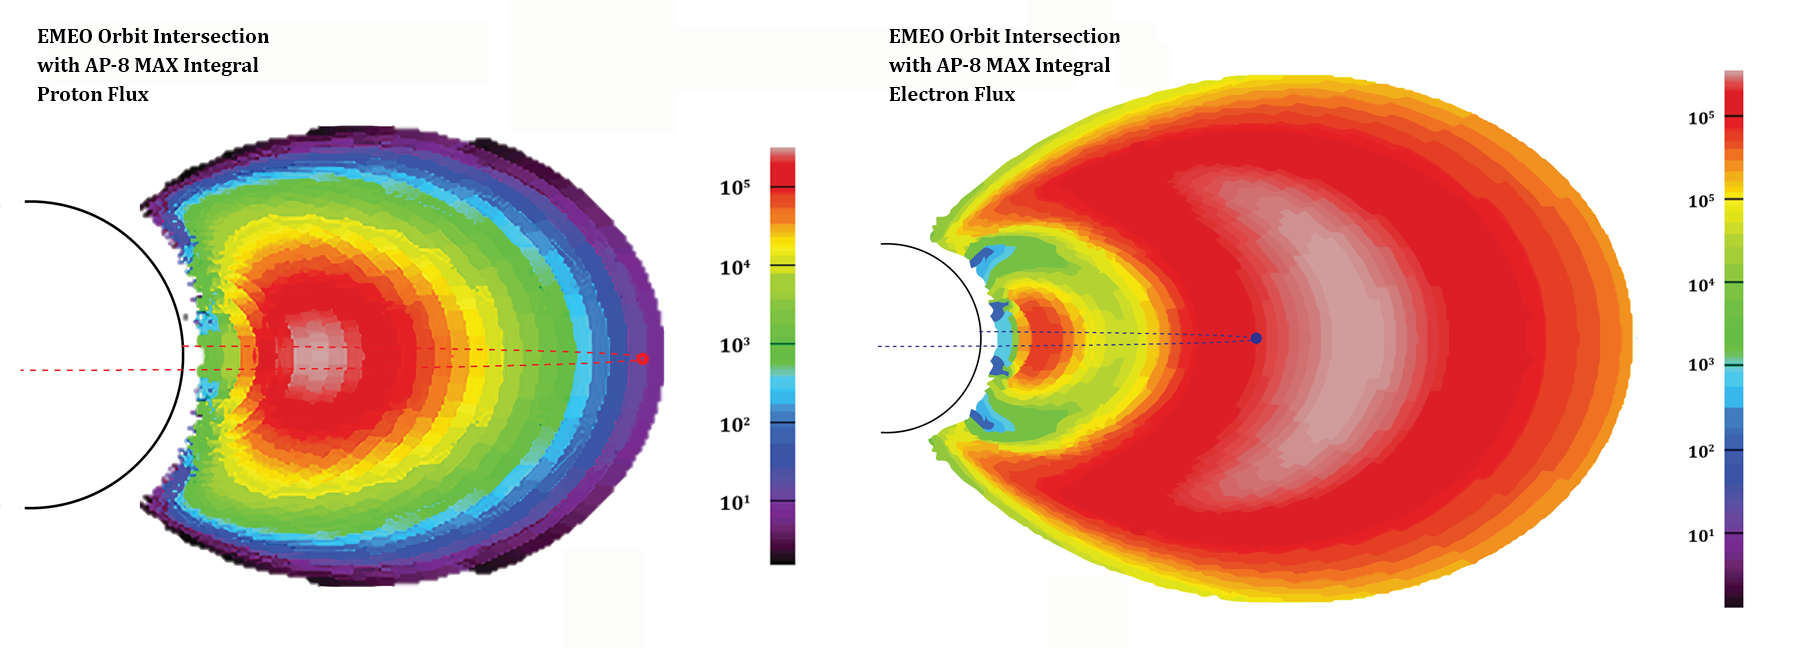 EMEO Orbit Intersection
with AP-8 MAX Integral
Proton Flux
10⁵
10⁴
10³
10²
10¹
EMEO Orbit Intersection
with AP-8 MAX Integral
Electron Flux
10⁵
10⁵
10⁴
10³
10²
10¹